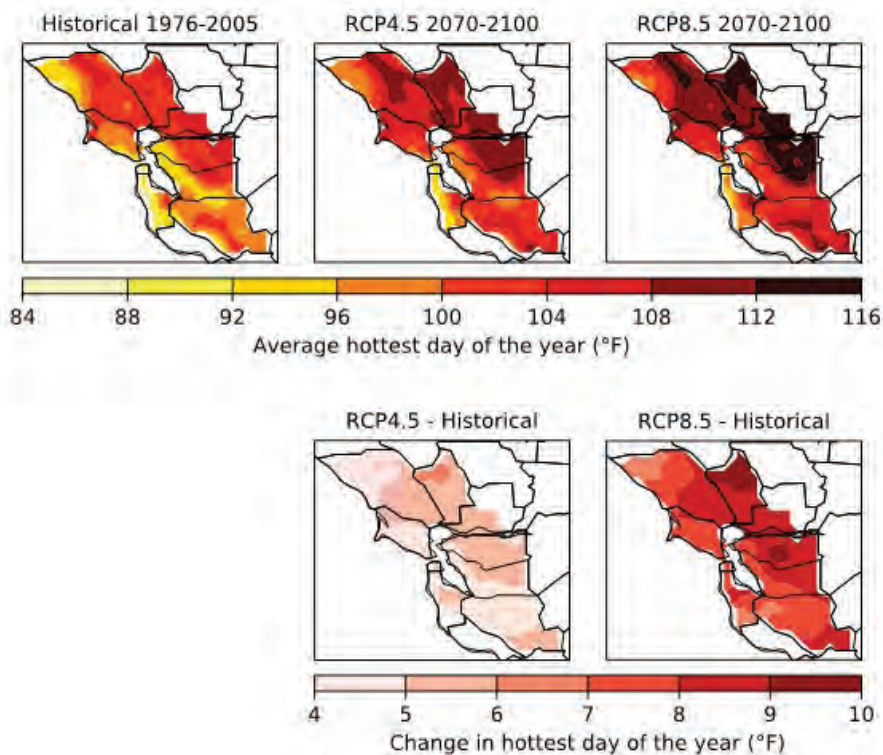 Historical 1976-2005 RCP4.5 2070-2100 RCP8.5 2070-2100
84 88 92 96 100 104 108 112 116
Average hottest day of the year (°F)
RCP4.5 - Historical RCP8.5 - Historical
4 5 6 7 8 9 10
Change in hottest day of the year (°F)